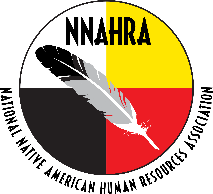 NNAHRA
NATIONAL NATIVE AMERICAN HUMAN RESOURCES ASSOCIATION